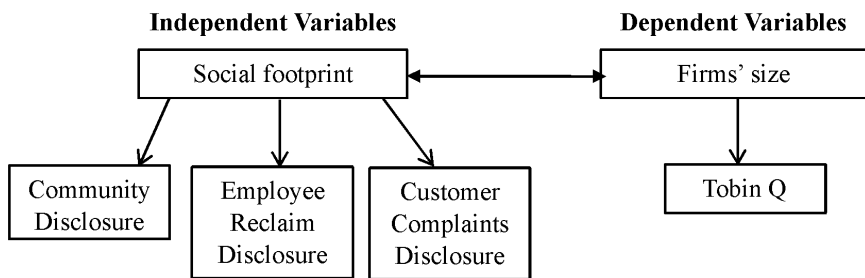 Independent Variables
Dependent Variables
Social footprint
Firms' size
Community
Disclosure
Employee
Reclaim
Disclosure
Customer
Complaints
Disclosure
Tobin Q